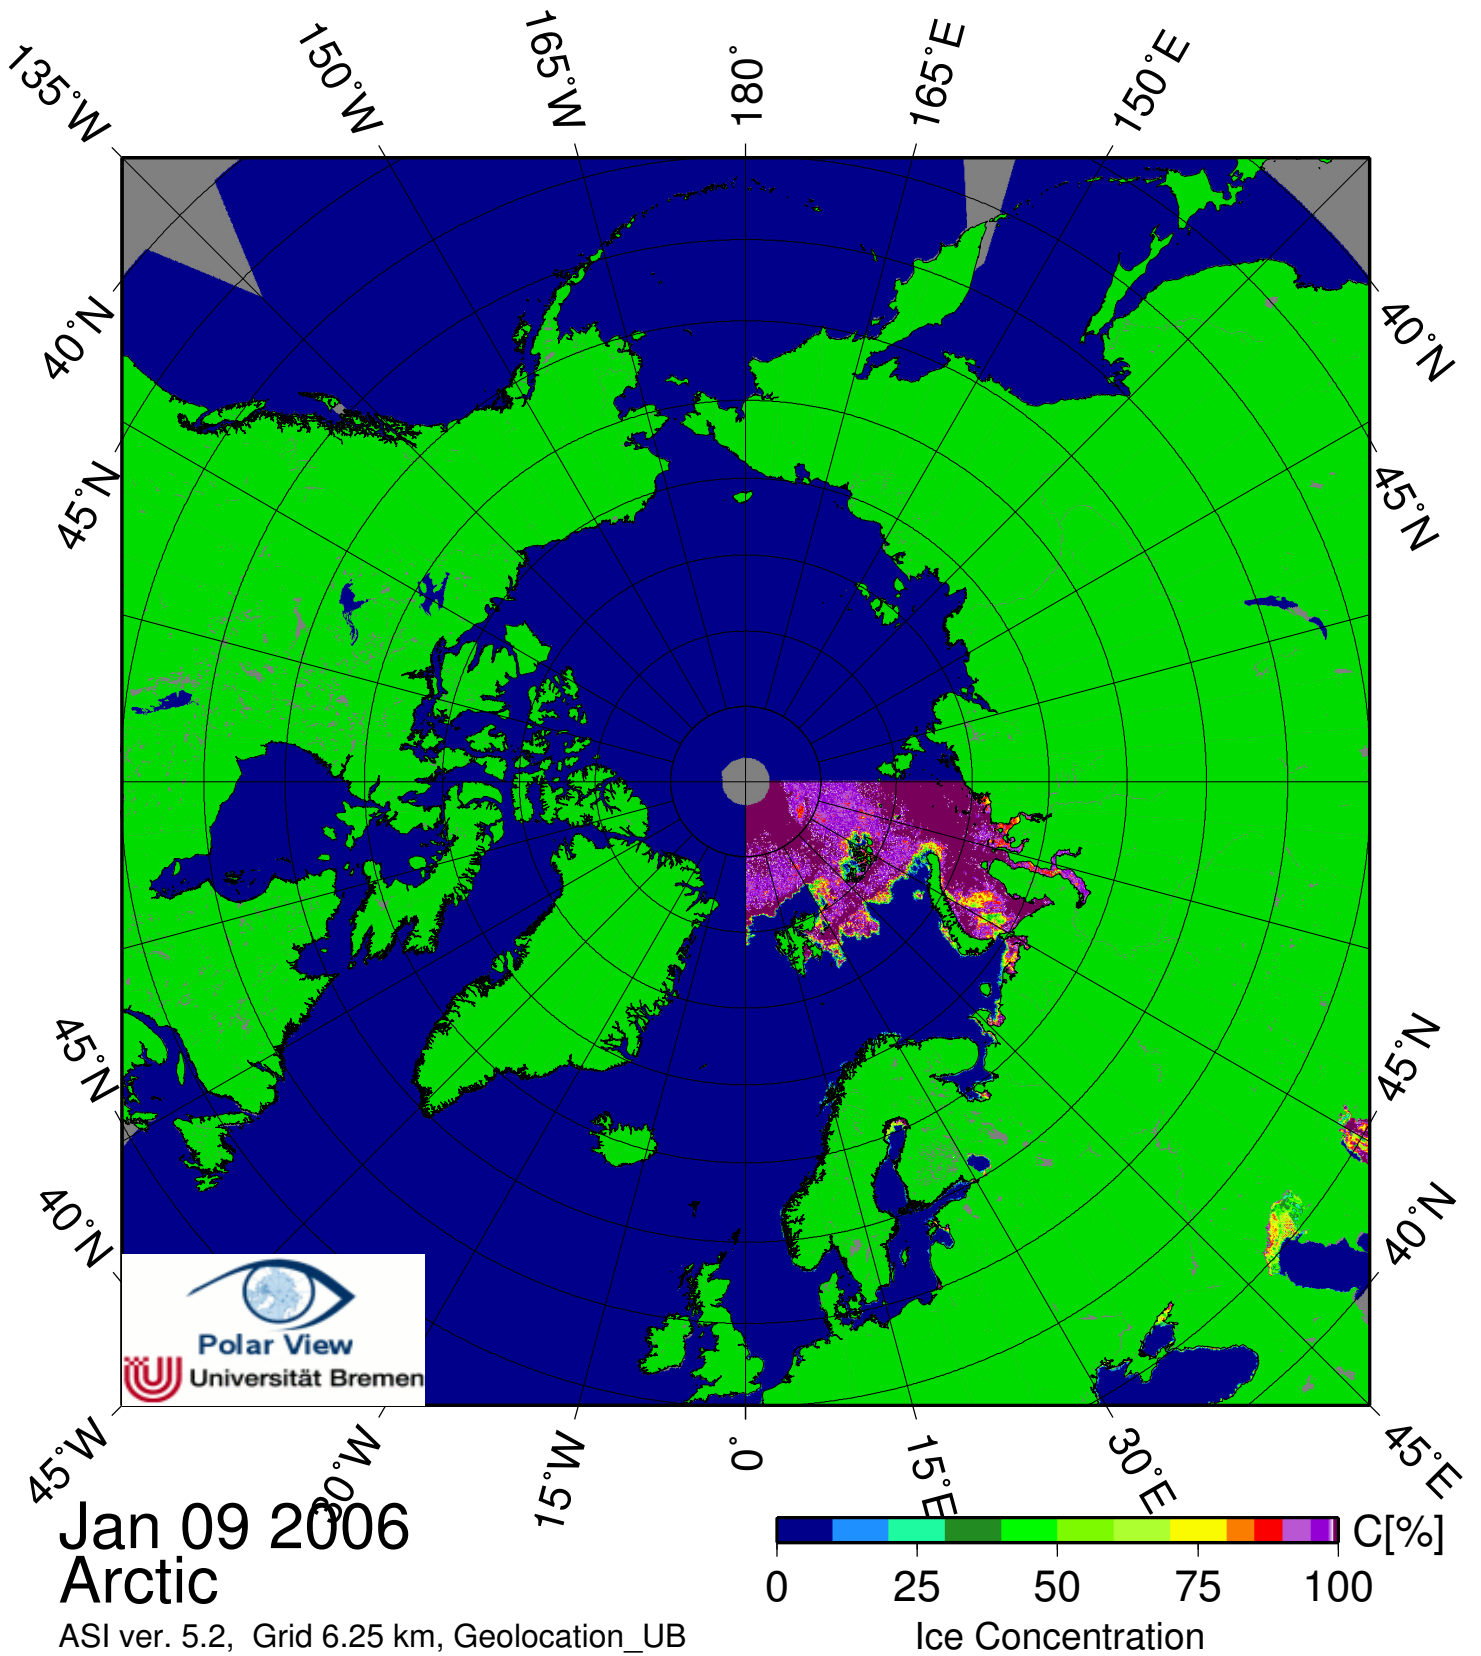 135°W
150°W
165°W
180°
165°E
150°E
40°N
40°N
45°N
45°N
45°N
45°N
40°N
40°N
Polar View
Universität Bremen
45°W
30°W
15°W
0°
15°E
30°E
45°E
Jan 09 2006
Arctic
ASI ver. 5.2, Grid 6.25 km, Geolocation_UB
C[%]
0 25 50 75 100
Ice Concentration